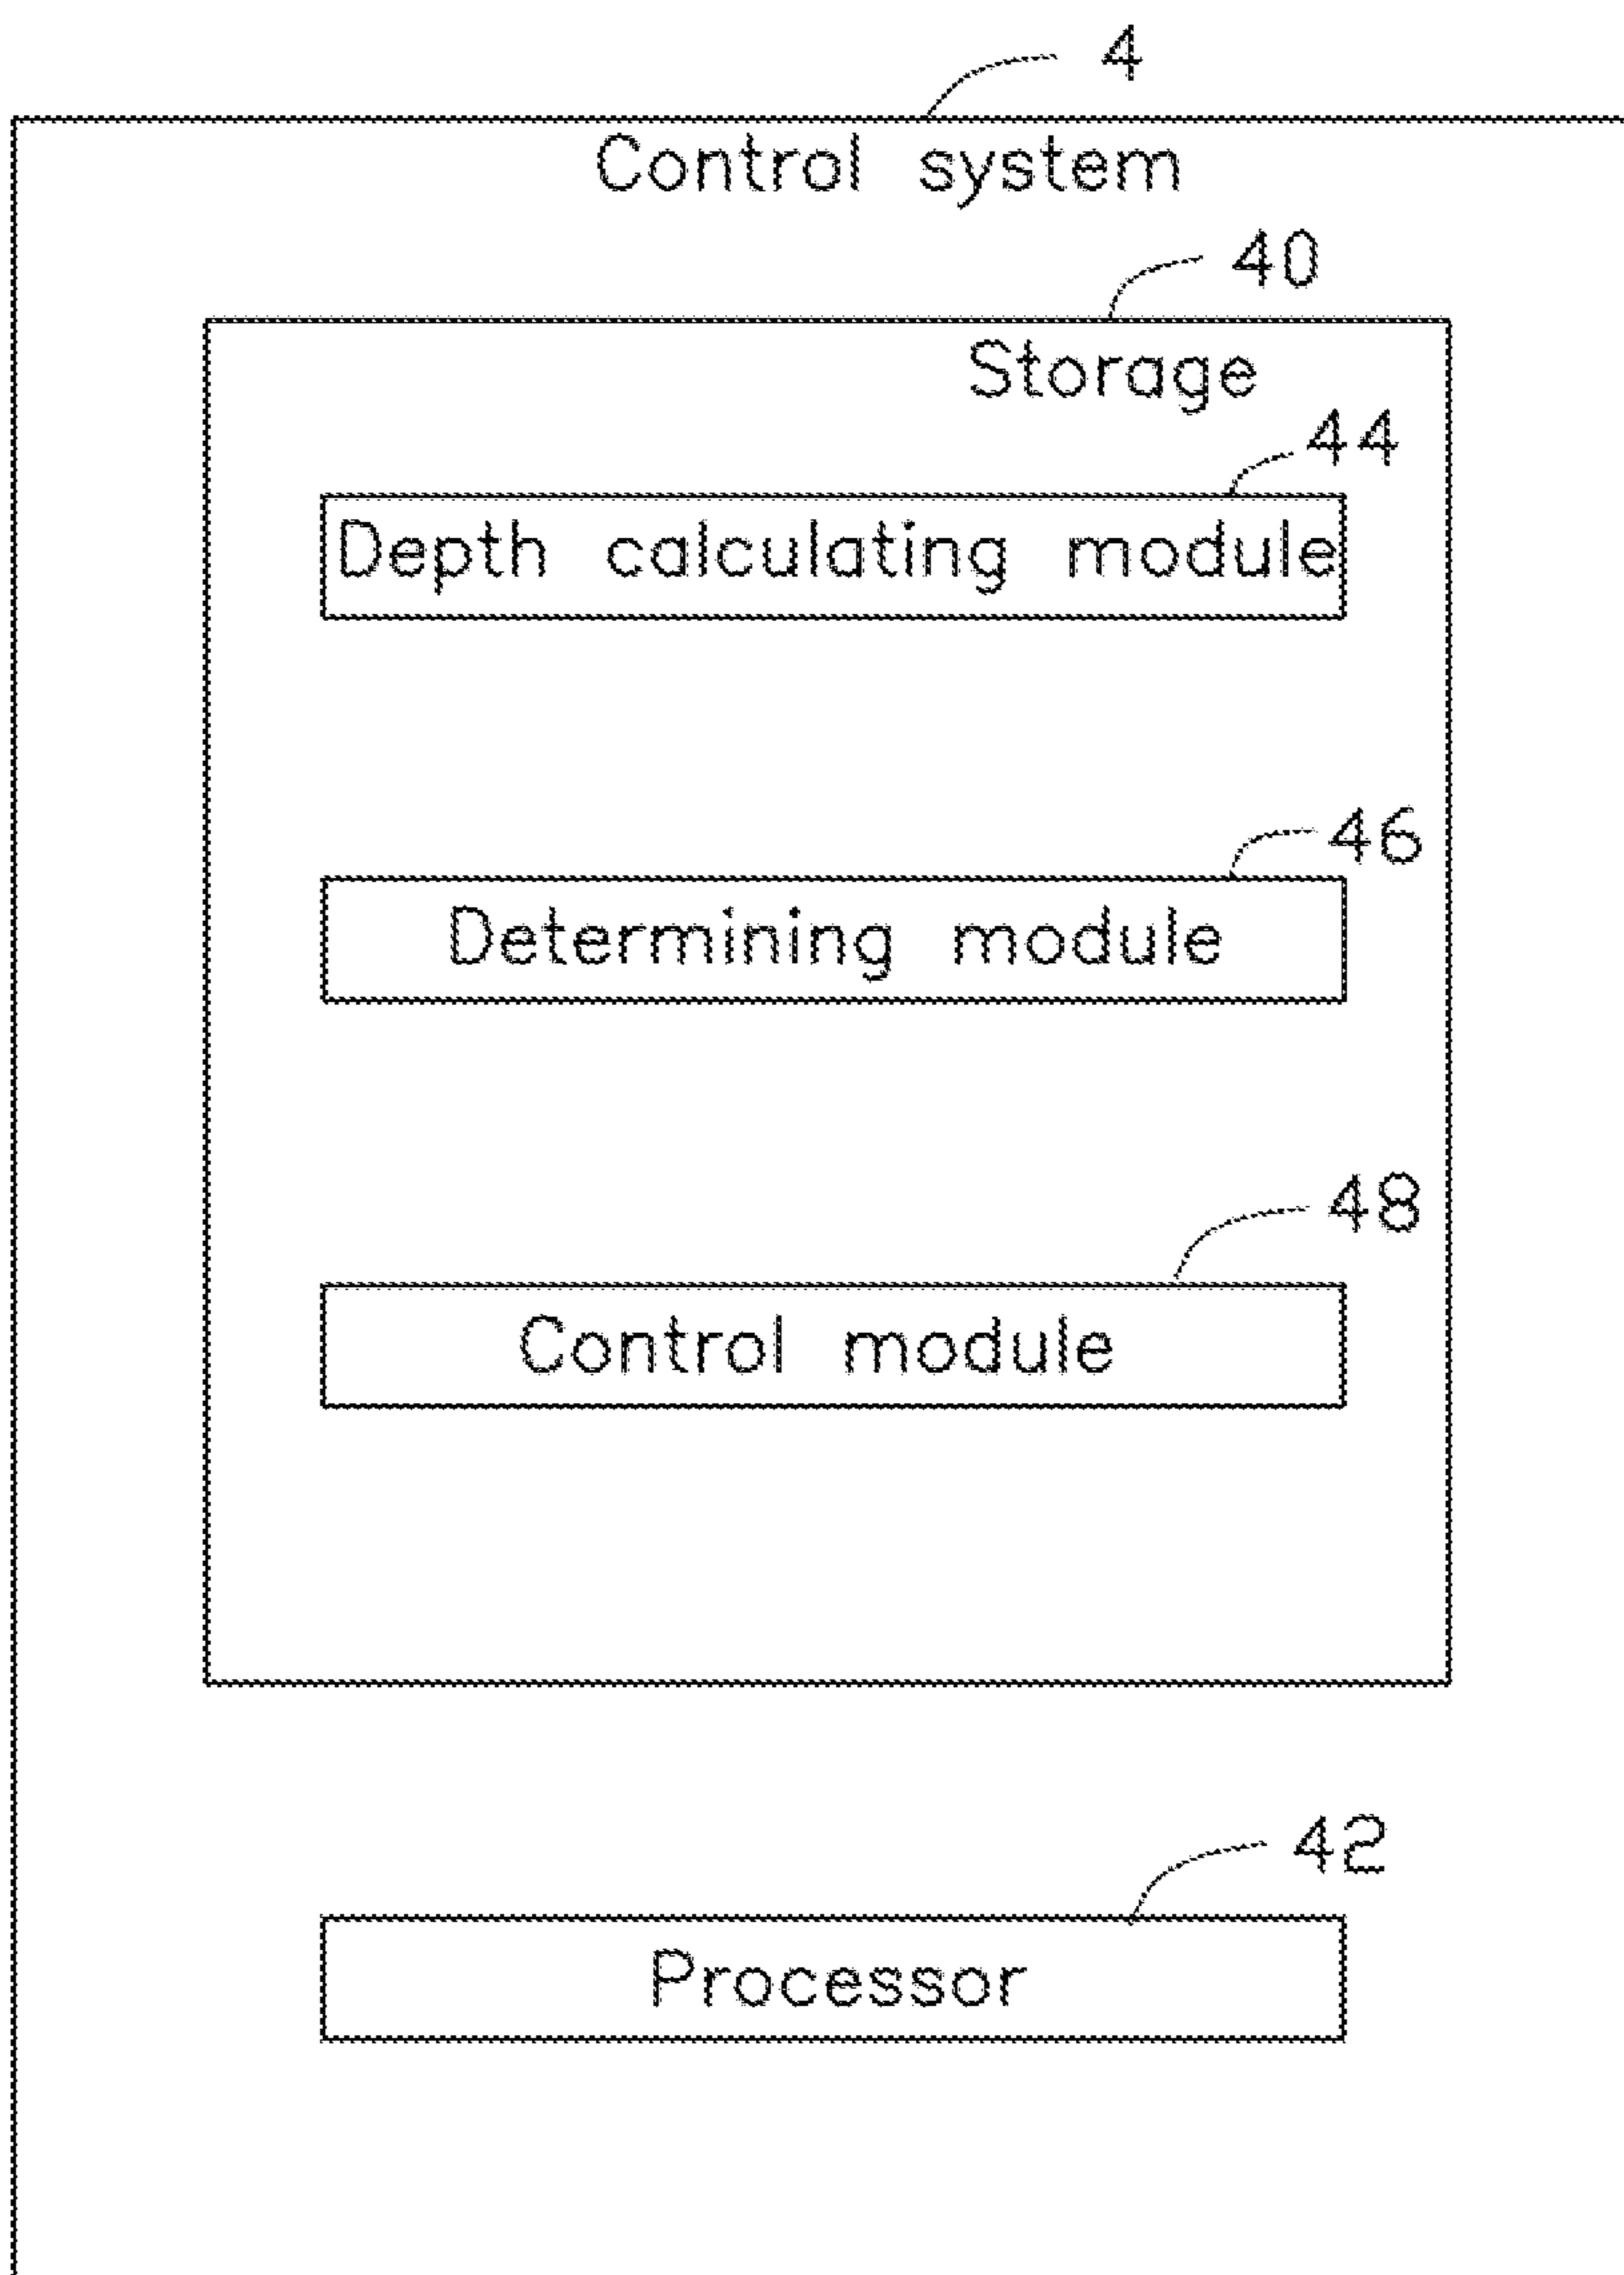 4
Control system
40
Storage
44
Depth calculating module
46
Determining module
48
Control module
42
Processor